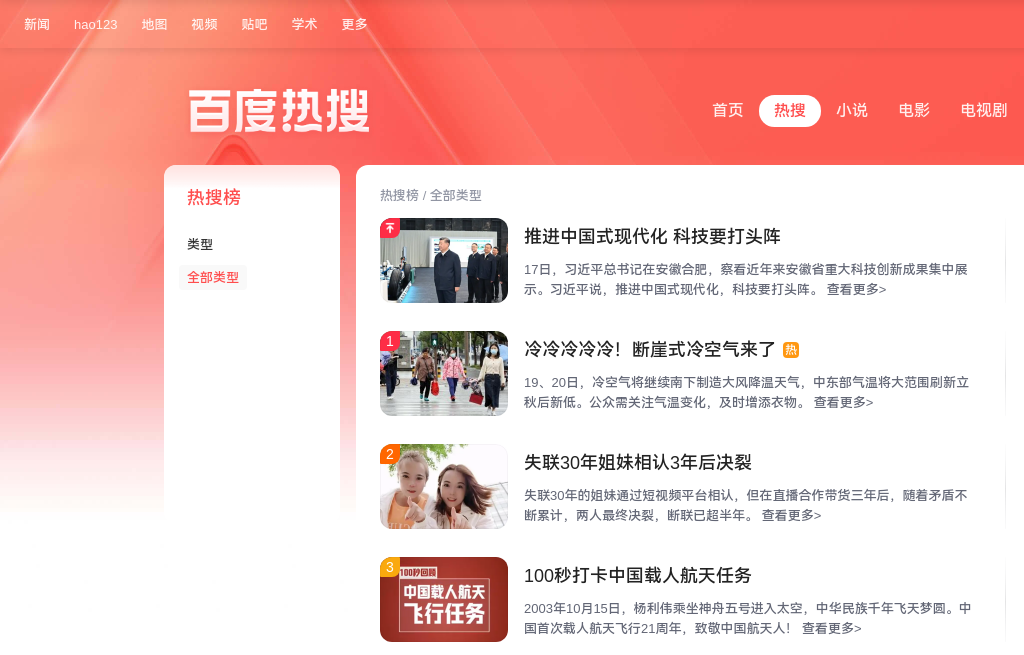 新闻 hao123 地图 视频 贴吧 学术 更多
百度热搜
首页 热搜 小说 电影 电视剧
热搜榜
类型
全部类型
热搜榜 / 全部类型
推进中国式现代化 科技要打头阵
17日，习近平总书记在安徽合肥，察看近年来安徽省重大科技创新成果集中展
示。习近平说，推进中国式现代化，科技要打头阵。 查看更多>
1
冷冷冷冷冷！断崖式冷空气来了 热
19、20日，冷空气将继续南下制造大风降温天气，中东部气温将大范围刷新立
秋后新低。公众需关注气温变化，及时增添衣物。 查看更多>
2
失联30年姐妹相认3年后决裂
失联30年的姐妹通过短视频平台相认，但在直播合作带货三年后，随着矛盾不
断累计，两人最终决裂，断联已超半年。 查看更多>
3
100秒回顾
中国载人航天
飞行任务
100秒打卡中国载人航天任务
2003年10月15日，杨利伟乘坐神舟五号进入太空，中华民族千年飞天梦圆。中
国首次载人航天飞行21周年，致敬中国航天人！ 查看更多>